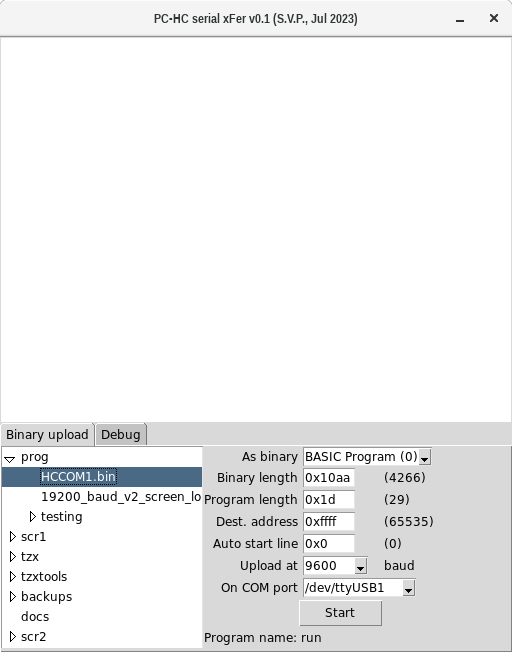 PC-HC serial xFer v0.1 (S.V.P., Jul 2023)
Binary upload Debug
prog
HCCOM1.bin
19200_baud_v2_screen_lo
testing
scr1
tzx
tzxtools
backups
docs
scr2
As binary BASIC Program (0)
Binary length 0x10aa (4266)
Program length 0x1d (29)
Dest. address 0xffff (65535)
Auto start line 0x0 (0)
Upload at 9600 baud
On COM port /dev/ttyUSB1
Start
Program name: run